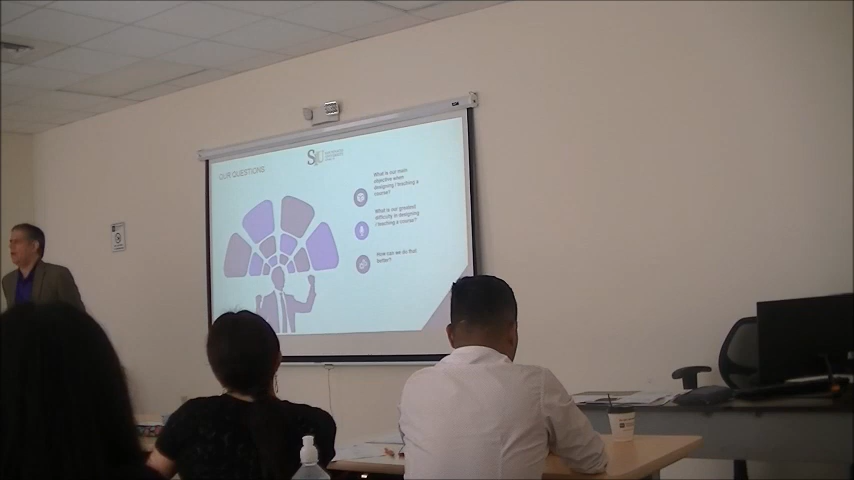 OUR QUESTIONS
SIU
What is our main
objective when
designing / teaching a
course?
What is our greatest
difficulty in designing
/ teaching a course?
How can we do that
better?